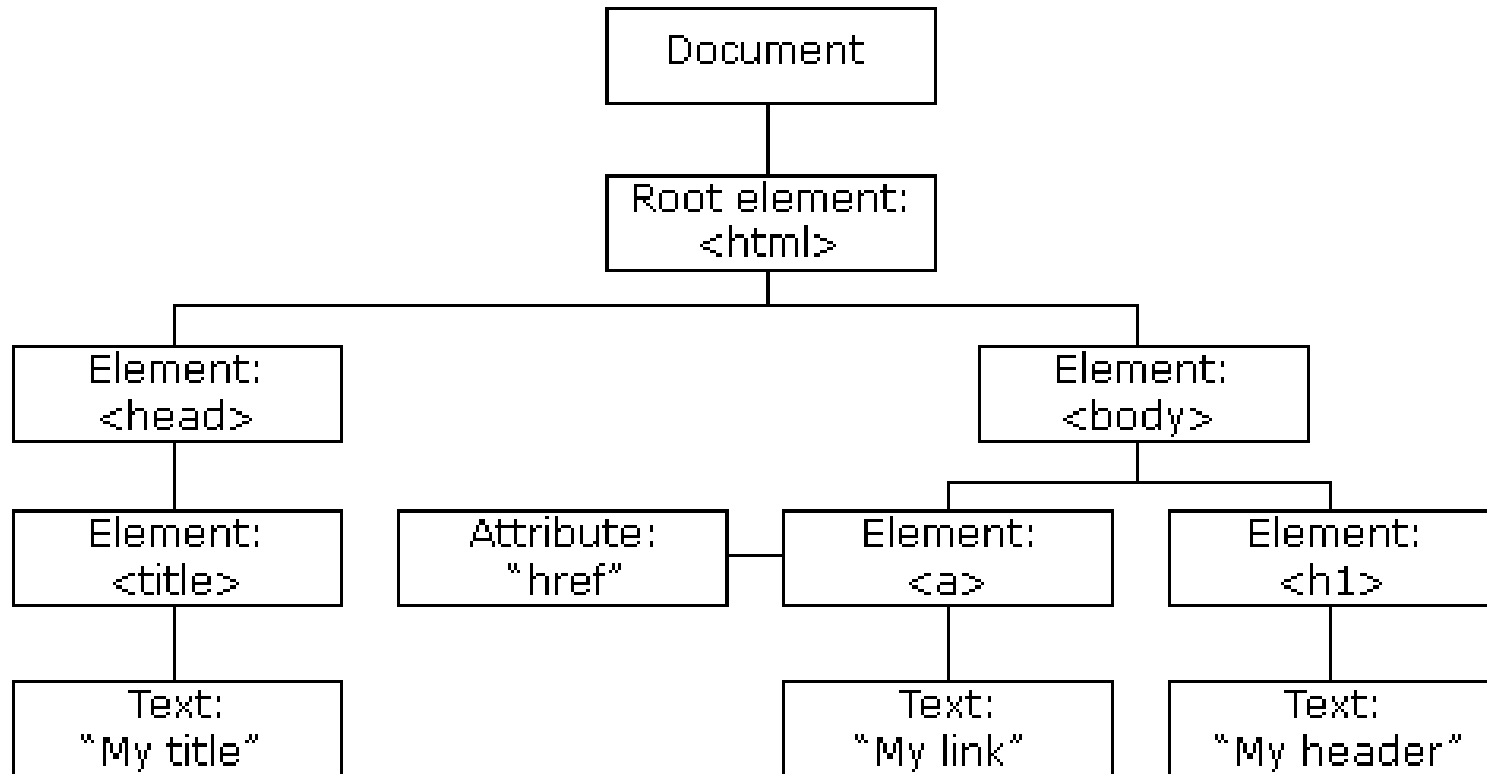 Document
Root element:
<html>
Element:
<head>
Element:
<body>
Element:
<title>
Attribute:
"href"
Element:
<a>
Element:
<h1>
Text:
"My title"
Text:
"My link"
Text:
"My header"